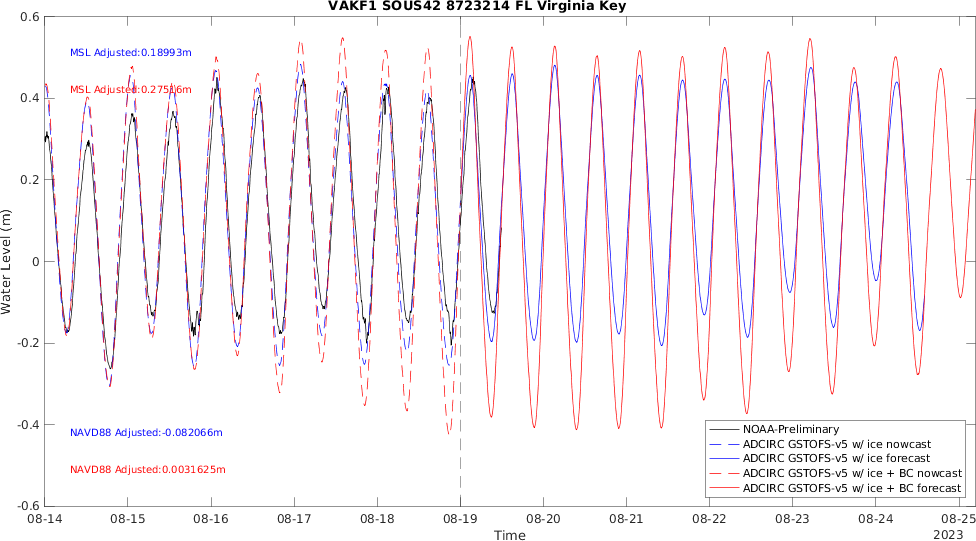 VAKF1 SOUS42 8723214 FL Virginia Key
0.6
MSL Adjusted:0.18993m
MSL Adjusted:0.27516m
0.4
0.2
0
-0.2
-0.4
-0.6
Water Level (m)
NAVD88 Adjusted:-0.082066m
NAVD88 Adjusted:0.0031625m
NOAA-Preliminary
ADCIRC GSTOFS-v5 w/ ice nowcast
ADCIRC GSTOFS-v5 w/ ice forecast
ADCIRC GSTOFS-v5 w/ ice + BC nowcast
ADCIRC GSTOFS-v5 w/ ice + BC forecast
08-14 08-15 08-16 08-17 08-18 08-19 08-20 08-21 08-22 08-23 08-24 08-25
Time
2023